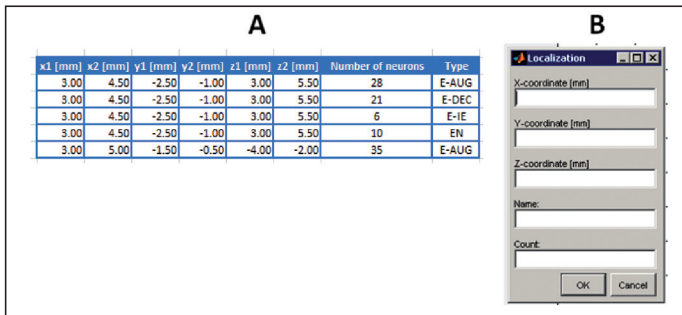 A
x1 [mm] x2 [mm] y1 [mm] y2 [mm] z1 [mm] z2 [mm] Number of neurons Type
3.00 4.50 -2.50 -1.00 3.00 5.50 28 E-AUG
3.00 4.50 -2.50 -1.00 3.00 5.50 21 E-DEC
3.00 4.50 -2.50 -1.00 3.00 5.50 6 E-IE
3.00 4.50 -2.50 -1.00 3.00 5.50 10 EN
3.00 5.00 -1.50 -0.50 -4.00 -2.00 35 E-AUG
B
Localization
X-coordinate [mm]
Y-coordinate [mm]
Z-coordinate [mm]
Name:
Count:
OK Cancel